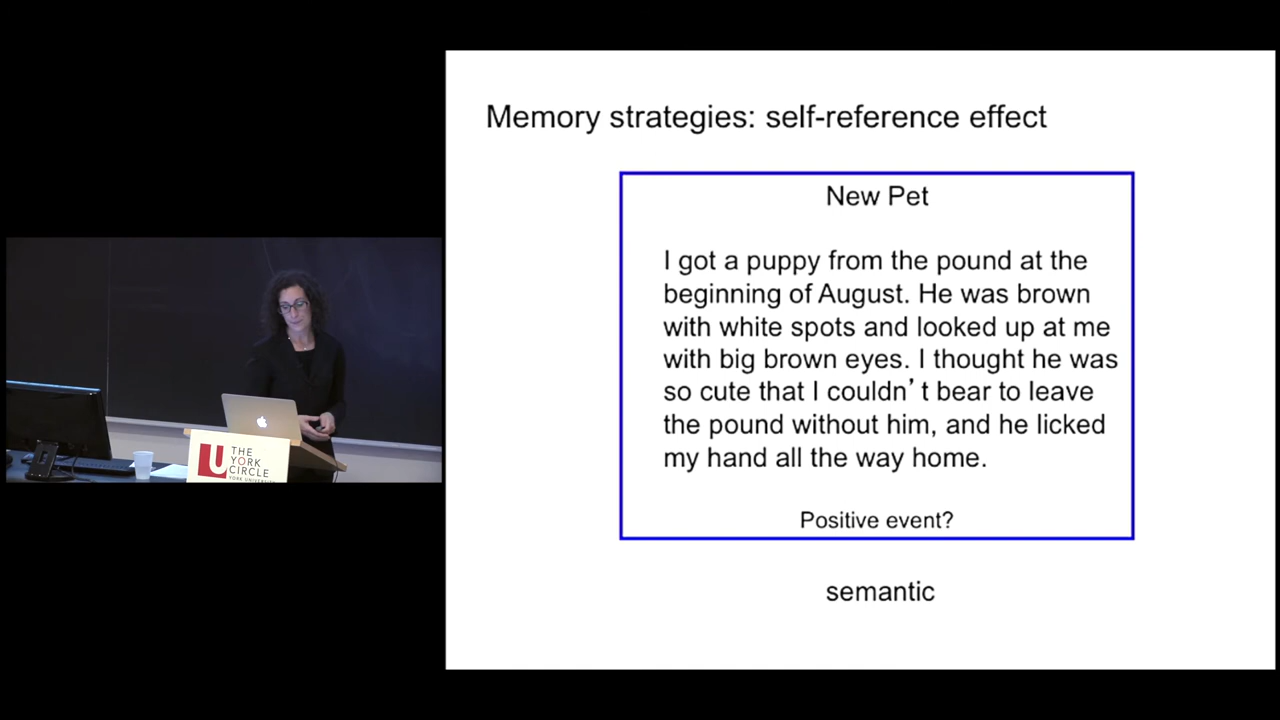 Memory strategies: self-reference effect
New Pet
I got a puppy from the pound at the
beginning of August. He was brown
with white spots and looked up at me
with big brown eyes. I thought he was
so cute that I couldn’ t bear to leave
the pound without him, and he licked
my hand all the way home.
Positive event?
semantic
U
THE
YORK
CIRCLE
YORK UNIVERSITY